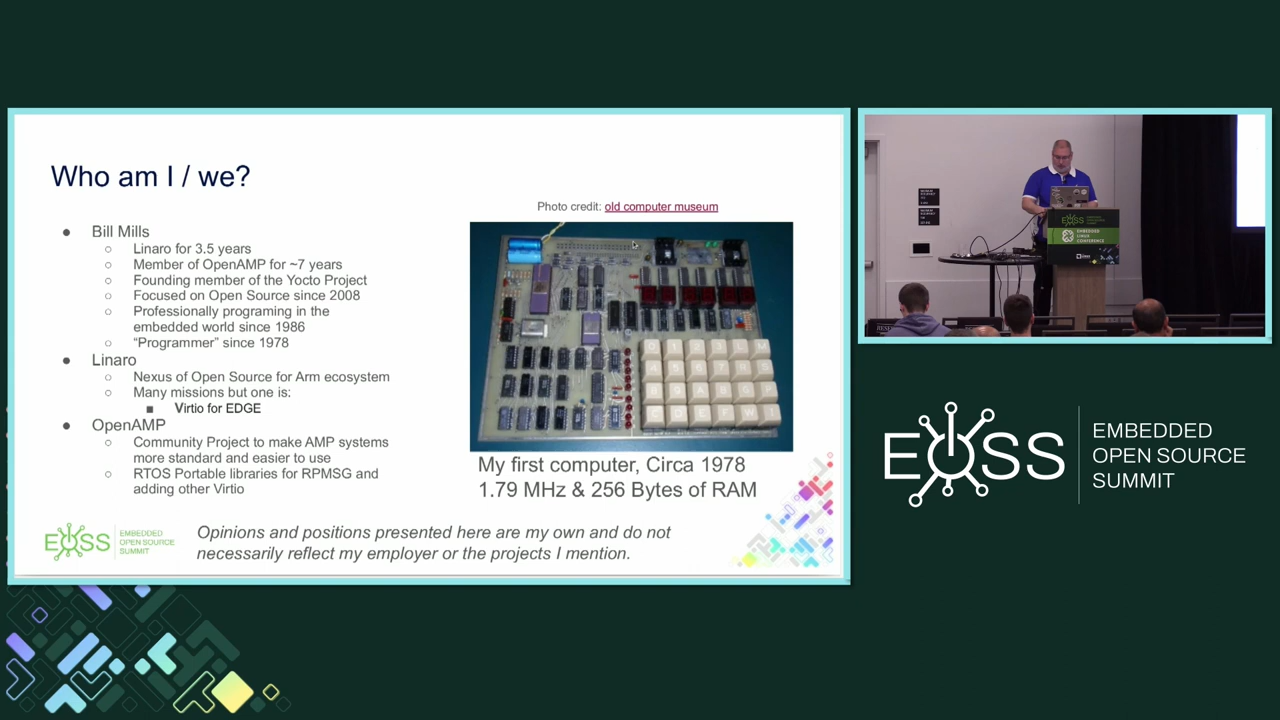 Who am I / we?
Photo credit: old computer museum
Bill Mills
Linaro for 3.5 years
Member of OpenAMP for ~7 years
Founding member of the Yocto Project
Focused on Open Source since 2008
Professionally programing in the
embedded world since 1986
“Programmer” since 1978
Linaro
Nexus of Open Source for Arm ecosystem
Many missions but one is:
Virtio for EDGE
OpenAMP
Community Project to make AMP systems
more standard and easier to use
RTOS Portable libraries for RPMSG and
adding other Virtio
My first computer, Circa 1978
1.79 MHz & 256 Bytes of RAM
EOSS
EMBEDDED
OPEN SOURCE
SUMMIT
Opinions and positions presented here are my own and do not
necessarily reflect my employer or the projects I mention.
EMBEDDED
LINUX
CONFERENCE
EOSS
EMBEDDED
OPEN SOURCE
SUMMIT